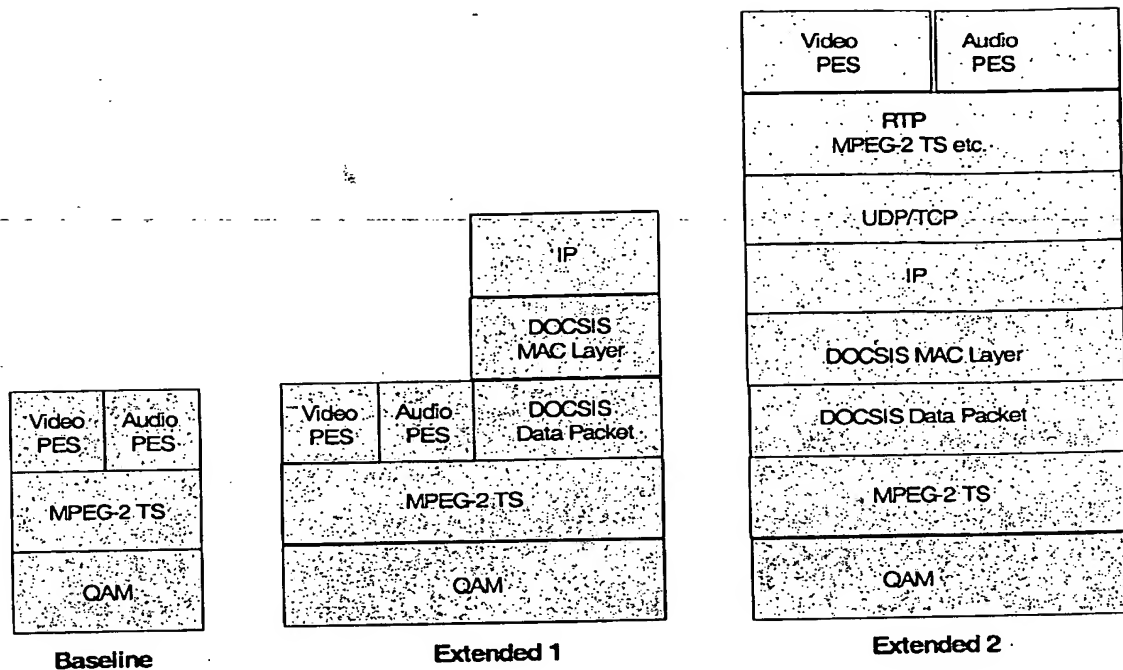 Video PES
Audio PES
MPEG-2 TS
QAM
Baseline
IP
DOCSIS
MAC Layer
Video PES
Audio PES
DOCSIS
Data Packet
MPEG-2 TS
QAM
Extended 1
Video PES
Audio PES
RTP
MPEG-2 TS etc.
UDP/TCP
IP
DOCSIS MAC Layer
DOCSIS Data Packet
MPEG-2 TS
QAM
Extended 2